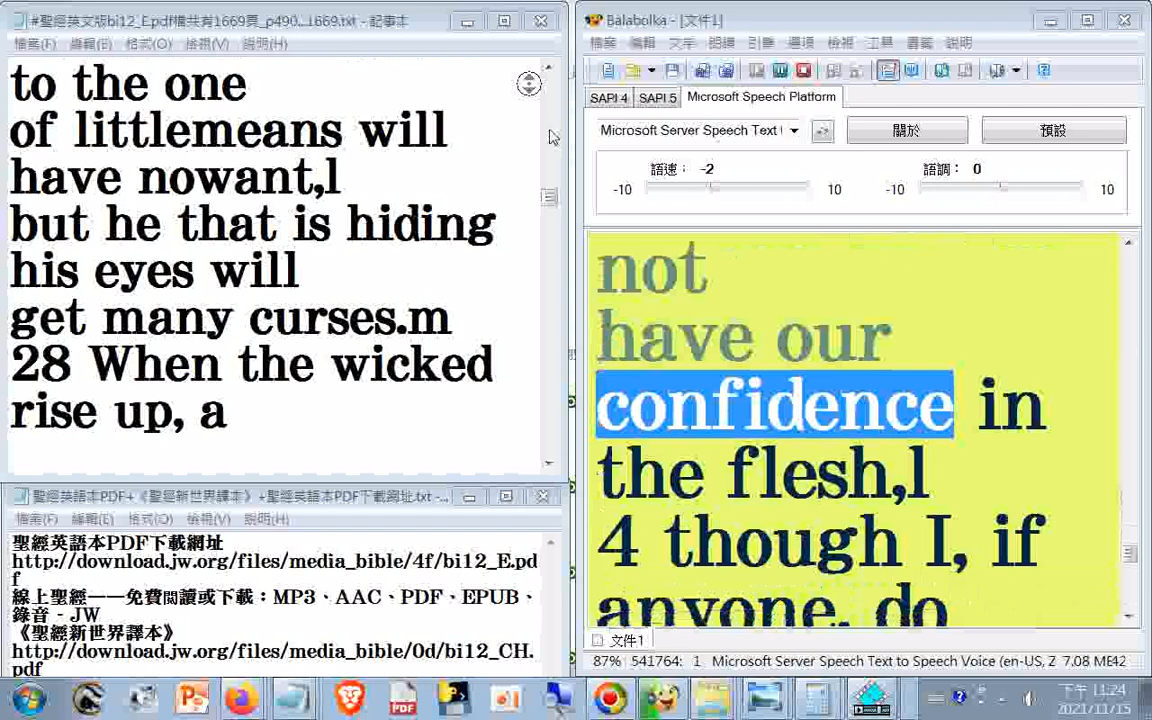 #聖經英文版bi12_E.pdf檔共有1669頁_p490...1669.txt - 記事本
檔案(F) 編輯(E) 格式(O) 檢視(V) 說明(H)
to the one
of littlemeans will
have nowant,l
but he that is hiding
his eyes will
get many curses.m
28 When the wicked
rise up, a
聖經英語本PDF+《聖經新世界譯本》+聖經英語本PDF下載網址.txt - ...
檔案(F) 編輯(E) 格式(O) 檢視(V) 說明(H)
聖經英語本PDF下載網址
http://download.jw.org/files/media_bible/4f/bi12_E.pd
f
線上聖經——免費閱讀或下載：MP3、AAC、PDF、EPUB、
錄音 - JW
《聖經新世界譯本》
http://download.jw.org/files/media_bible/0d/bi12_CH.
pdf
Balabolka - [文件1]
檔案 編輯 文字 朗讀 引擎 選項 檢視 工具 書籤 說明
SAPI 4 SAPI 5 Microsoft Speech Platform
Microsoft Server Speech Text 關於 預設
語速： -2 語調： 0
-10 10 -10 10
not
have our
confidence in
the flesh,l
4 though I, if
anyone, do
文件1
87% 541764: 1 Microsoft Server Speech Text to Speech Voice (en-US, Z 7.08 ME42
PDF
下午 11:24
2021/11/15